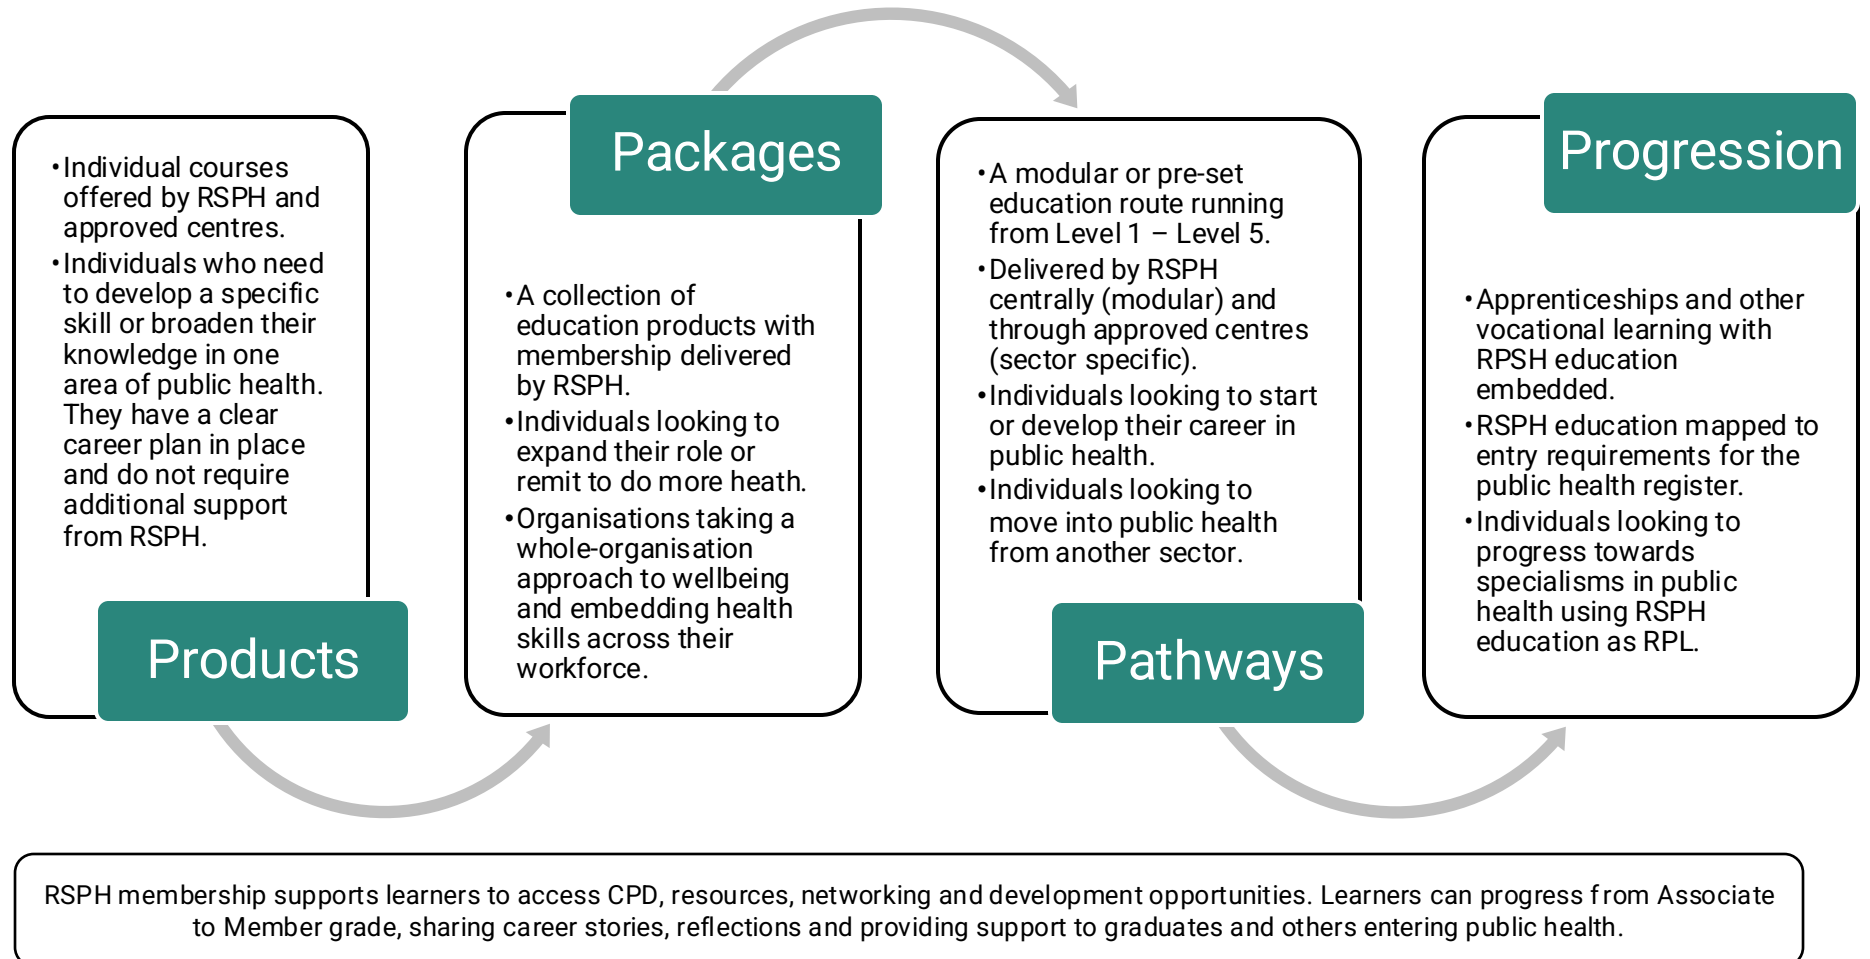 •Individual courses
offered by RSPH and
approved centres.
•Individuals who need
to develop a specific
skill or broaden their
knowledge in one
area of public health.
They have a clear
career plan in place
and do not require
additional support
from RSPH.
Products
Packages
•A collection of
education products with
membership delivered
by RSPH.
•Individuals looking to
expand their role or
remit to do more heath.
•Organisations taking a
whole-organisation
approach to wellbeing
and embedding health
skills across their
workforce.
•A modular or pre-set
education route running
from Level 1 – Level 5.
•Delivered by RSPH
centrally (modular) and
through approved centres
(sector specific).
•Individuals looking to start
or develop their career in
public health.
•Individuals looking to
move into public health
from another sector.
Pathways
Progression
•Apprenticeships and other
vocational learning with
RPSH education
embedded.
•RSPH education mapped to
entry requirements for the
public health register.
•Individuals looking to
progress towards
specialisms in public
health using RSPH
education as RPL.
RSPH membership supports learners to access CPD, resources, networking and development opportunities. Learners can progress from Associate
to Member grade, sharing career stories, reflections and providing support to graduates and others entering public health.